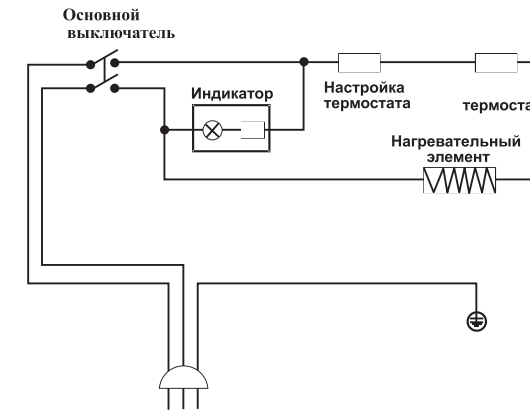 Основной
выключатель
Индикатор
Настройка
термостата
Нагревательный
элемент